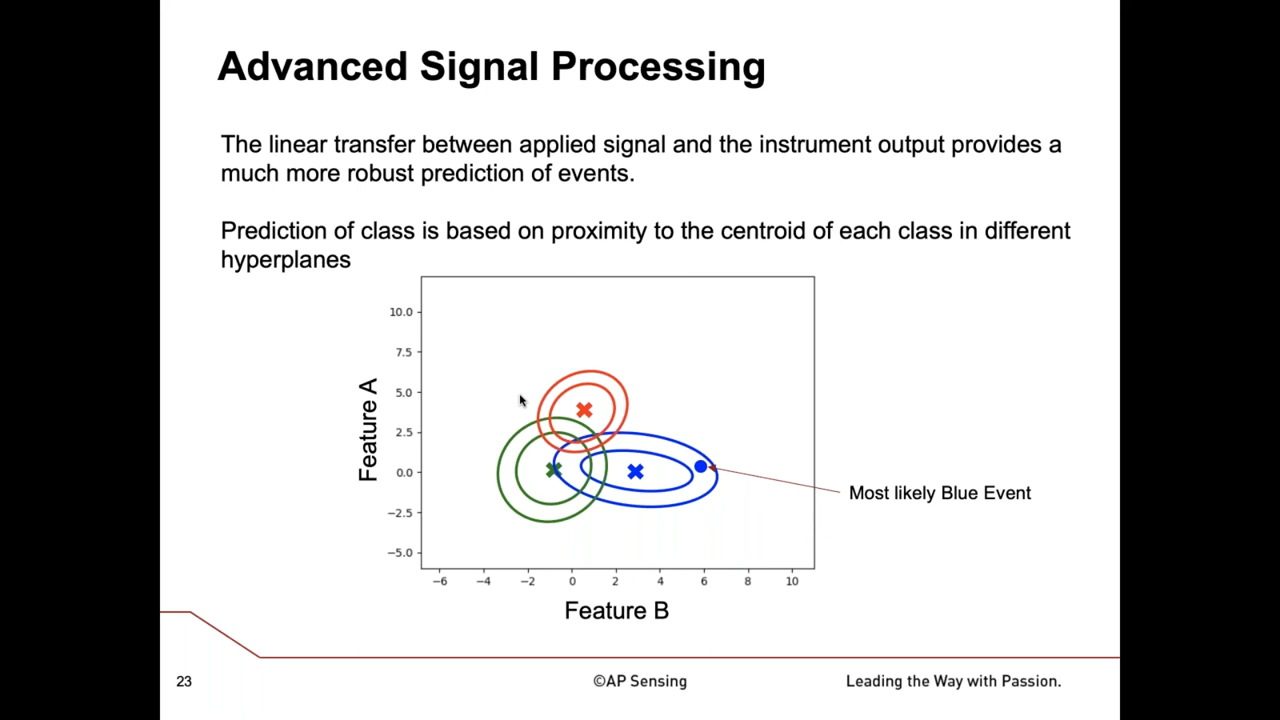 Advanced Signal Processing
The linear transfer between applied signal and the instrument output provides a
much more robust prediction of events.
Prediction of class is based on proximity to the centroid of each class in different
hyperplanes
10.0
7.5
5.0
2.5
0.0
−2.5
−5.0
Feature A
−6 −4 −2 0 2 4 6 8 10
Feature B
Most likely Blue Event
23
©AP Sensing
Leading the Way with Passion.